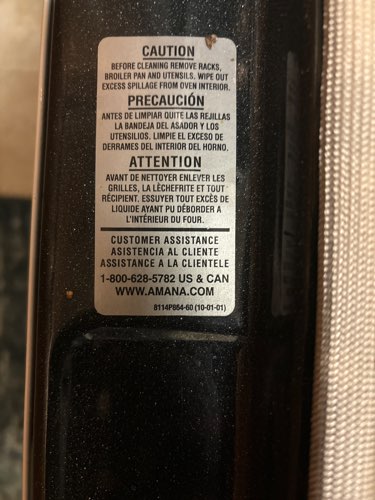 CAUTION
BEFORE CLEANING REMOVE RACKS,
BROILER PAN AND UTENSILS. WIPE OUT
EXCESS SPILLAGE FROM OVEN INTERIOR.
PRECAUCIÓN
ANTES DE LIMPIAR QUITE LAS REJILLAS
LA BANDEJA DEL ASADOR Y LOS
UTENSILIOS. LIMPIE EL EXCESO DE
DERRAMES DEL INTERIOR DEL HORNO.
ATTENTION
AVANT DE NETTOYER ENLEVER LES
GRILLES, LA LÈCHEFRITE ET TOUT
RÉCIPIENT. ESSUYER TOUT EXCÈS DE
LIQUIDE AYANT PU DÉBORDER À
L'INTÉRIEUR DU FOUR.
CUSTOMER ASSISTANCE
ASISTENCIA AL CLIENTE
ASSISTANCE A LA CLIENTELE
1-800-628-5782 US & CAN
WWW.AMANA.COM
8114P854-60 (10-01-01)